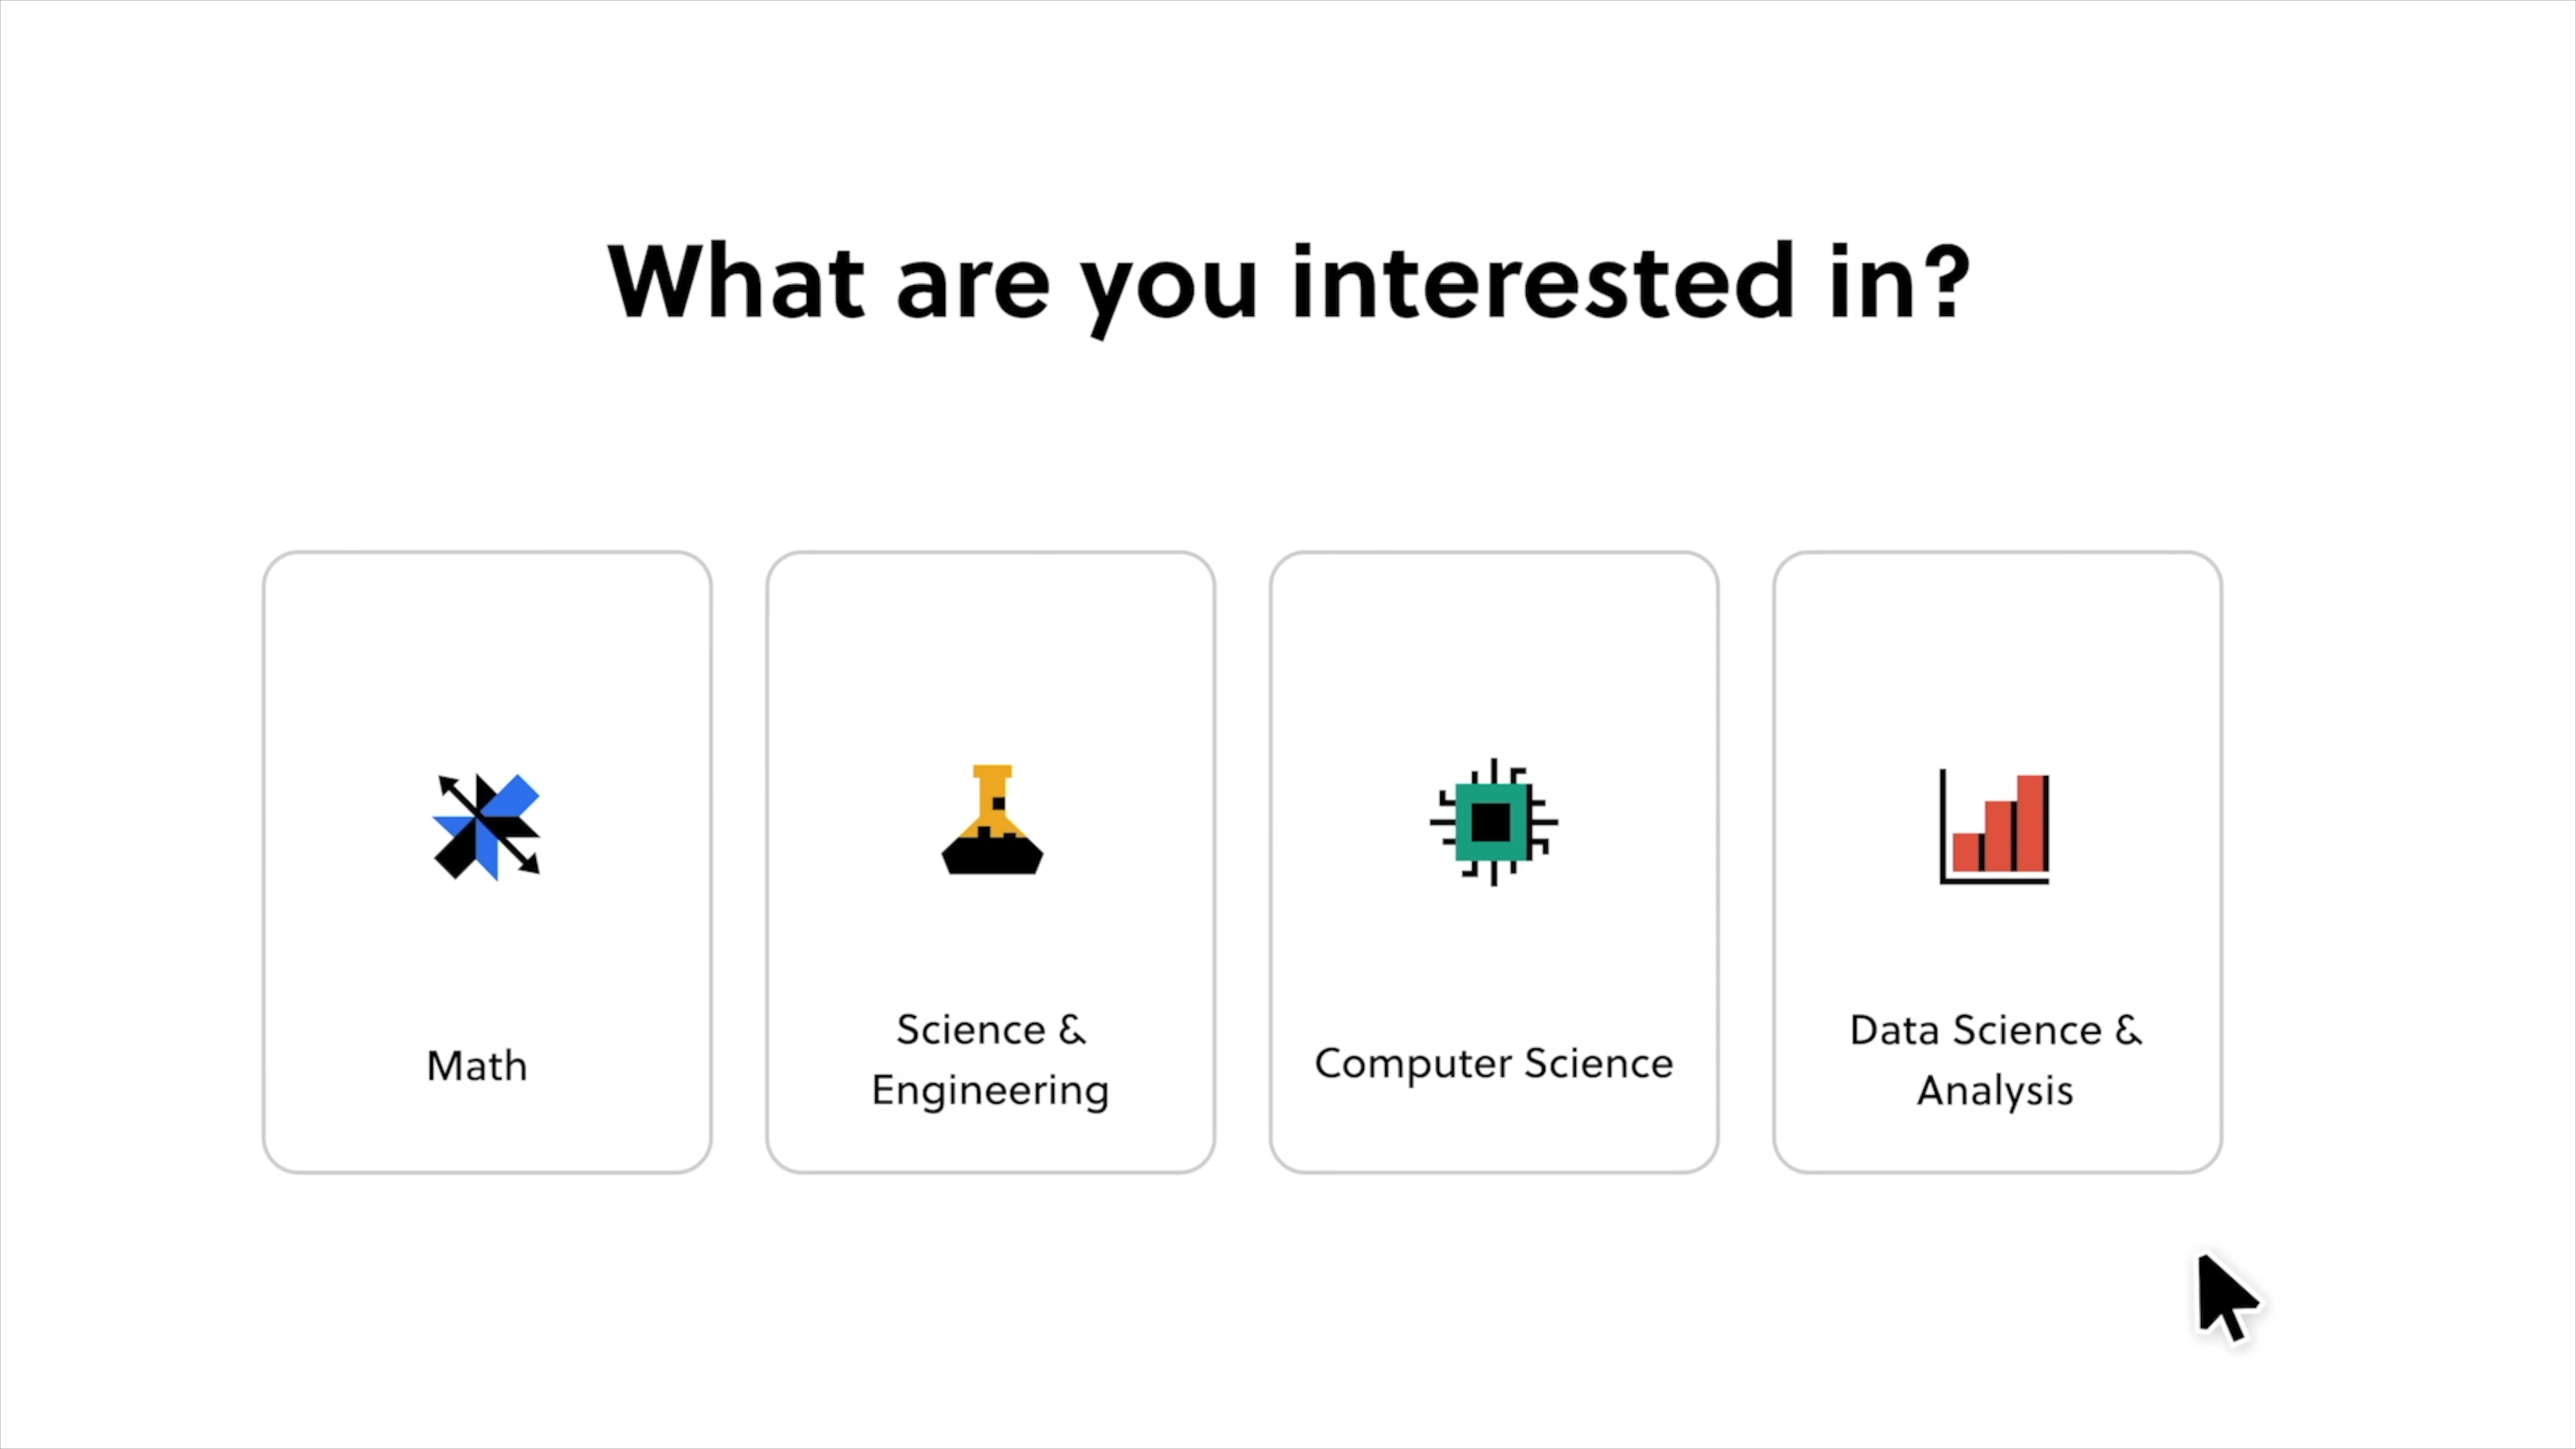 What are you interested in?
Math
Science &
Engineering
Computer Science
Data Science &
Analysis